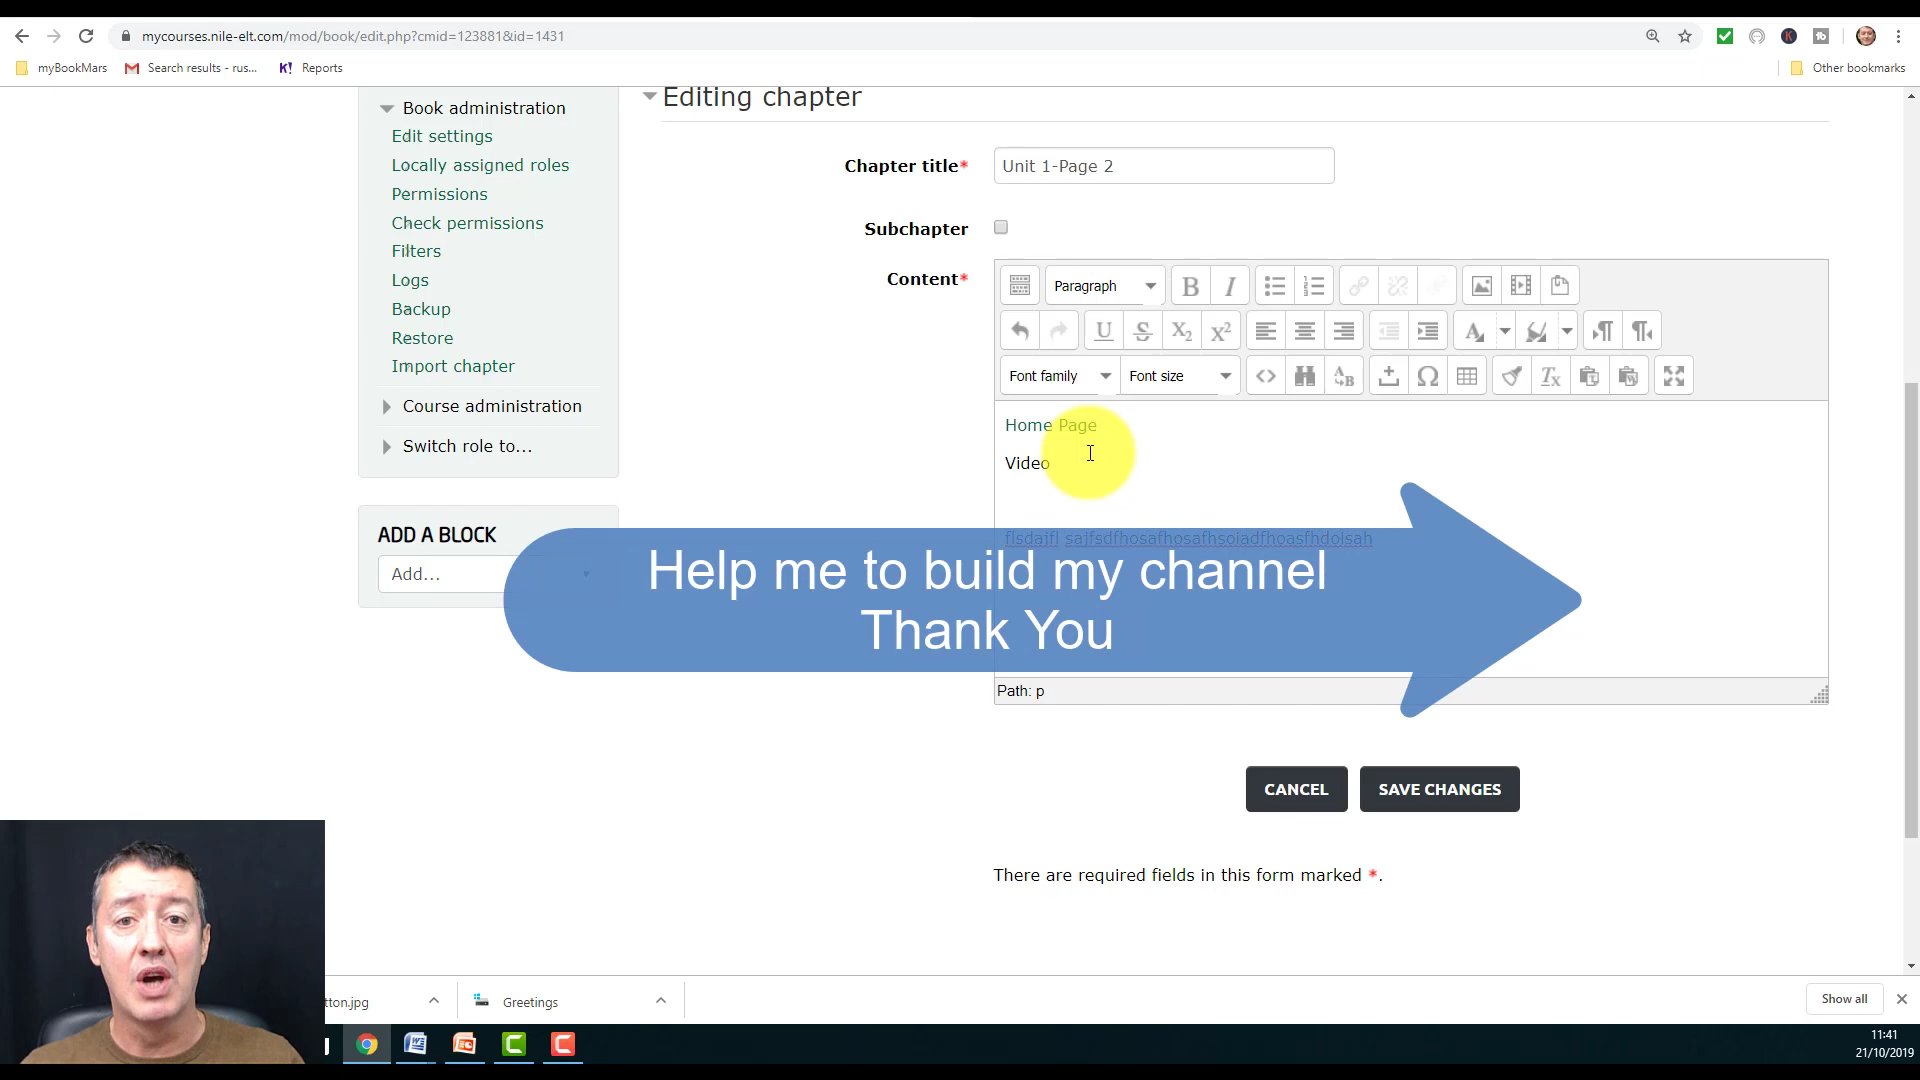 mycourses.nile-elt.com/mod/book/edit.php?cmid=123881&id=1431
myBookMars
Search results - rus...
K!
Reports
Other bookmarks
Book administration
Edit settings
Locally assigned roles
Permissions
Check permissions
Filters
Logs
Backup
Restore
Import chapter
Course administration
Switch role to...
ADD A BLOCK
Add...
Editing chapter
Chapter title*
Unit 1-Page 2
Subchapter
Content*
Paragraph
Font family
Font size
Home Page
Video
flsdajfl sajfsdfhosafhosafhsoiadfhoasfhdoisah
Help me to build my channel
Thank You
Path: p
CANCEL
SAVE CHANGES
There are required fields in this form marked *.
tton.jpg
Greetings
Show all
11:41
21/10/2019